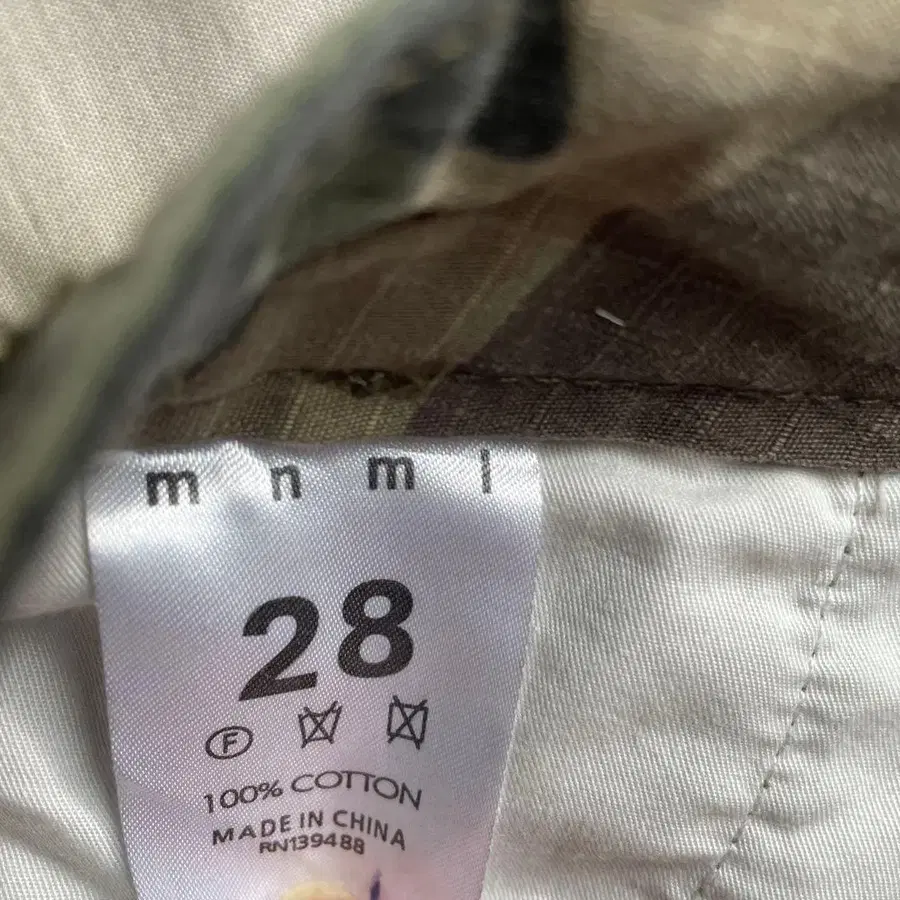 m n m l
28
F
100% COTTON
MADE IN CHINA
RN139488